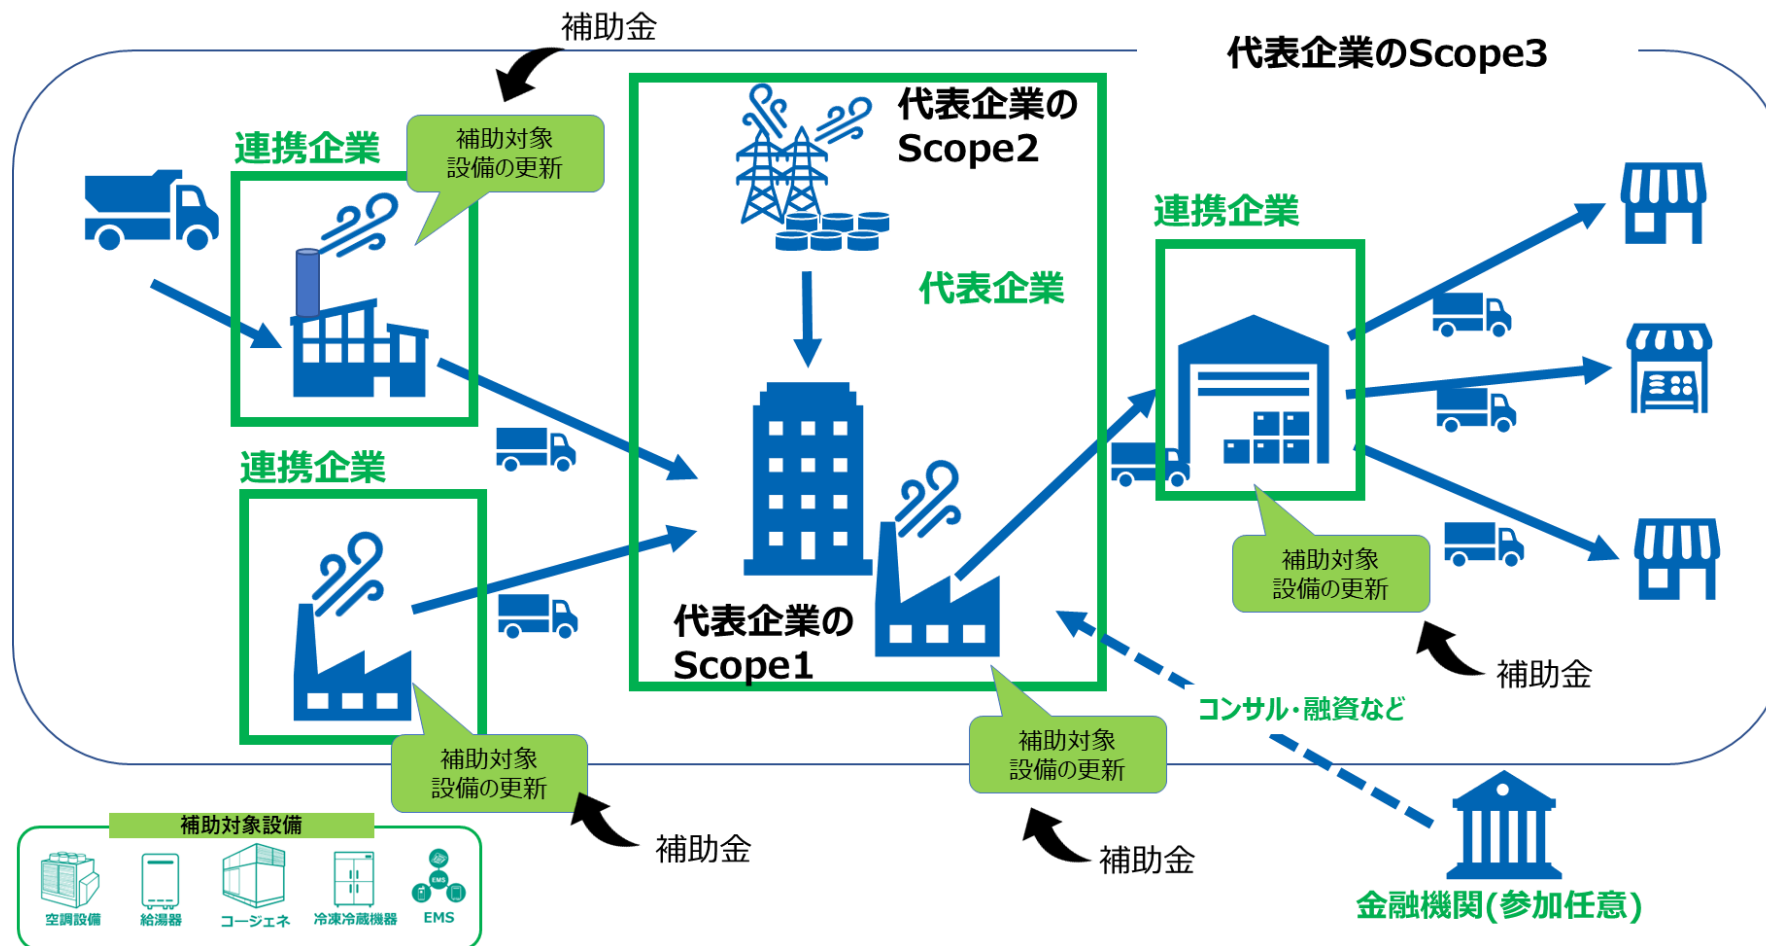 補助金
代表企業のScope3
補助対象
設備の更新
連携企業
代表企業の
Scope2
連携企業
代表企業
連携企業
補助対象
設備の更新
代表企業の
Scope1
補助金
コンサル・融資など
補助対象
設備の更新
補助対象
設備の更新
補助金
補助金
補助対象設備
空調設備
給湯器
コージェネ
冷凍冷蔵機器
EMS
EMS
金融機関(参加任意)